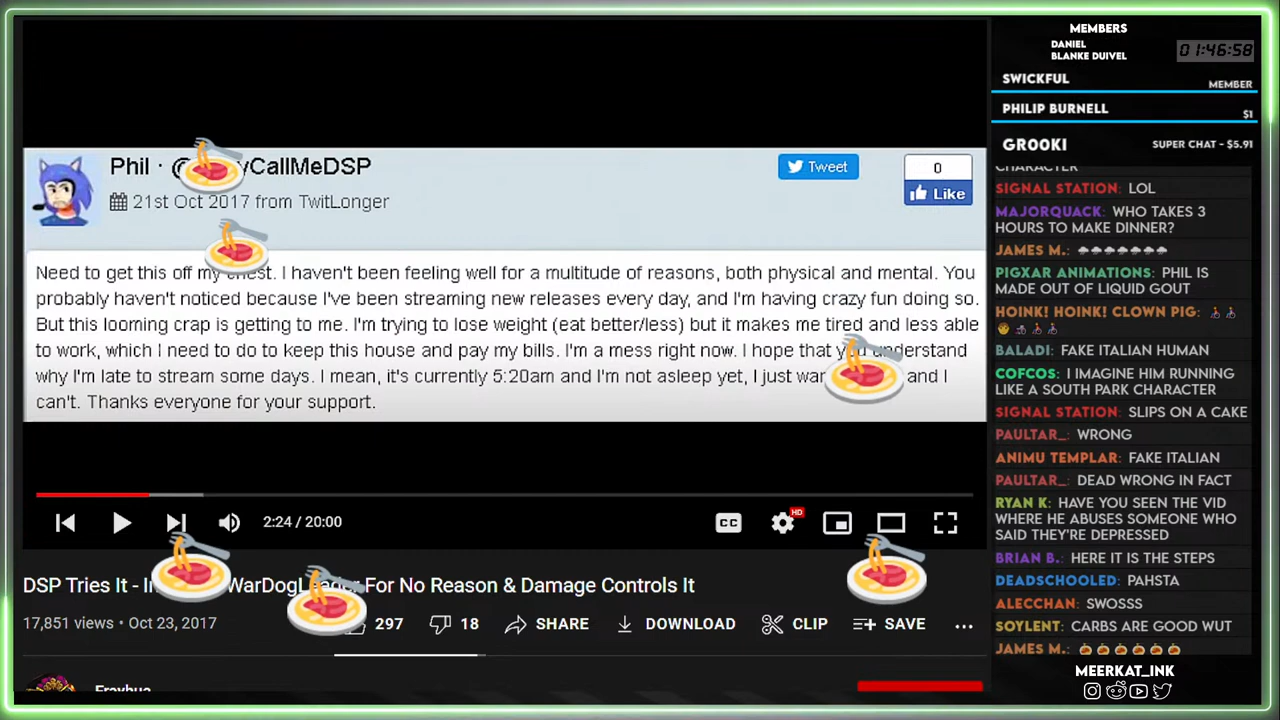 Phil · @ yCallMeDSP
21st Oct 2017 from TwitLonger
Tweet
0
Like
Need to get this off my chest. I haven't been feeling well for a multitude of reasons, both physical and mental. You
probably haven't noticed because I've been streaming new releases every day, and I'm having crazy fun doing so.
But this looming crap is getting to me. I'm trying to lose weight (eat better/less) but it makes me tired and less able
to work, which I need to do to keep this house and pay my bills. I'm a mess right now. I hope that you understand
why I'm late to stream some days. I mean, it's currently 5:20am and I'm not asleep yet, I just and I
can't. Thanks everyone for your support.
2:24 / 20:00
CC
HD
DSP Tries It - WarDog For No Reason & Damage Controls It
17,851 views • Oct 23, 2017
297
18
SHARE
DOWNLOAD
CLIP
SAVE
...
MEMBERS
DANIEL
BLANKE DUIVEL
01:46:58
SWICKFUL
MEMBER
PHILIP BURNELL
$1
GROOKI
SUPER CHAT - $5.91
CHARACTER
SIGNAL STATION: LOL
MAJORQUACK: WHO TAKES 3
HOURS TO MAKE DINNER?
JAMES M.:
PIGXAR ANIMATIONS: PHIL IS
MADE OUT OF LIQUID GOUT
HOINK! HOINK! CLOWN PIG:
BALADI: FAKE ITALIAN HUMAN
COFCOS: I IMAGINE HIM RUNNING
LIKE A SOUTH PARK CHARACTER
SIGNAL STATION: SLIPS ON A CAKE
PAULTAR_: WRONG
ANIMU TEMPLAR: FAKE ITALIAN
PAULTAR_: DEAD WRONG IN FACT
RYAN K: HAVE YOU SEEN THE VID
WHERE HE ABUSES SOMEONE WHO
SAID THEY'RE DEPRESSED
BRIAN B.: HERE IT IS THE STEPS
DEADSCHOOLED: PAHSTA
ALECCHAN: SWOSSS
SOYLENT: CARBS ARE GOOD WUT
JAMES M.:
MEERKAT_INK